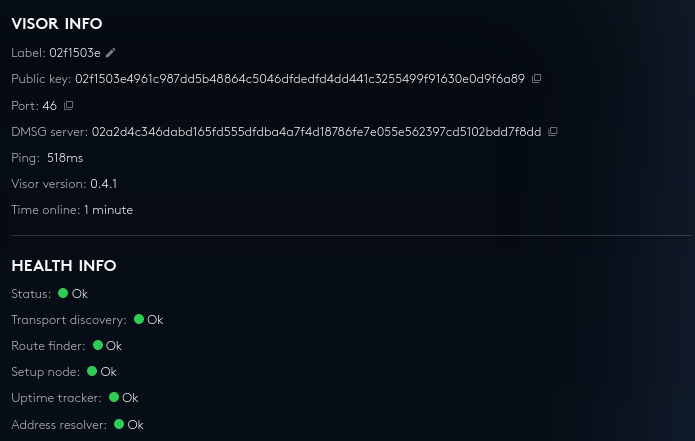 VISOR INFO
Label: 02f1503e
Public key: 02f1503e4961c987dd5b48864c5046dfdedfd4dd441c3255499f91630e0d9f6a89
Port: 46
DMSG server: 02a2d4c346dabd165fd555dfdba4a7f4d18786fe7e055e562397cd5102bdd7f8dd
Ping: 518ms
Visor version: 0.4.1
Time online: 1 minute
HEALTH INFO
Status: Ok
Transport discovery: Ok
Route finder: Ok
Setup node: Ok
Uptime tracker: Ok
Address resolver: Ok